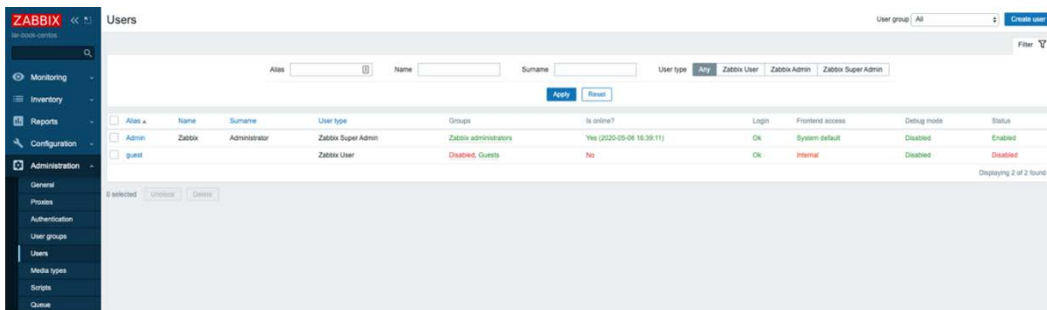 ZABBIX
lar-book-centos
Monitoring
Inventory
Reports
Configuration
Administration
General
Proxies
Authentication
User groups
Users
Media types
Scripts
Queue
Users
User group All Create user
Filter
Alias Name Surname User type Any Zabbix User Zabbix Admin Zabbix Super Admin
Apply Reset
Alias Name Surname User type Groups Is online? Login Frontend access Debug mode Status
Admin Zabbix Administrator Zabbix Super Admin Zabbix administrators Yes (2020-05-06 16:39:11) Ok System default Disabled Enabled
guest Zabbix User Disabled, Guests No Ok Internal Disabled Disabled
Displaying 2 of 2 found
0 selected Unblock Delete